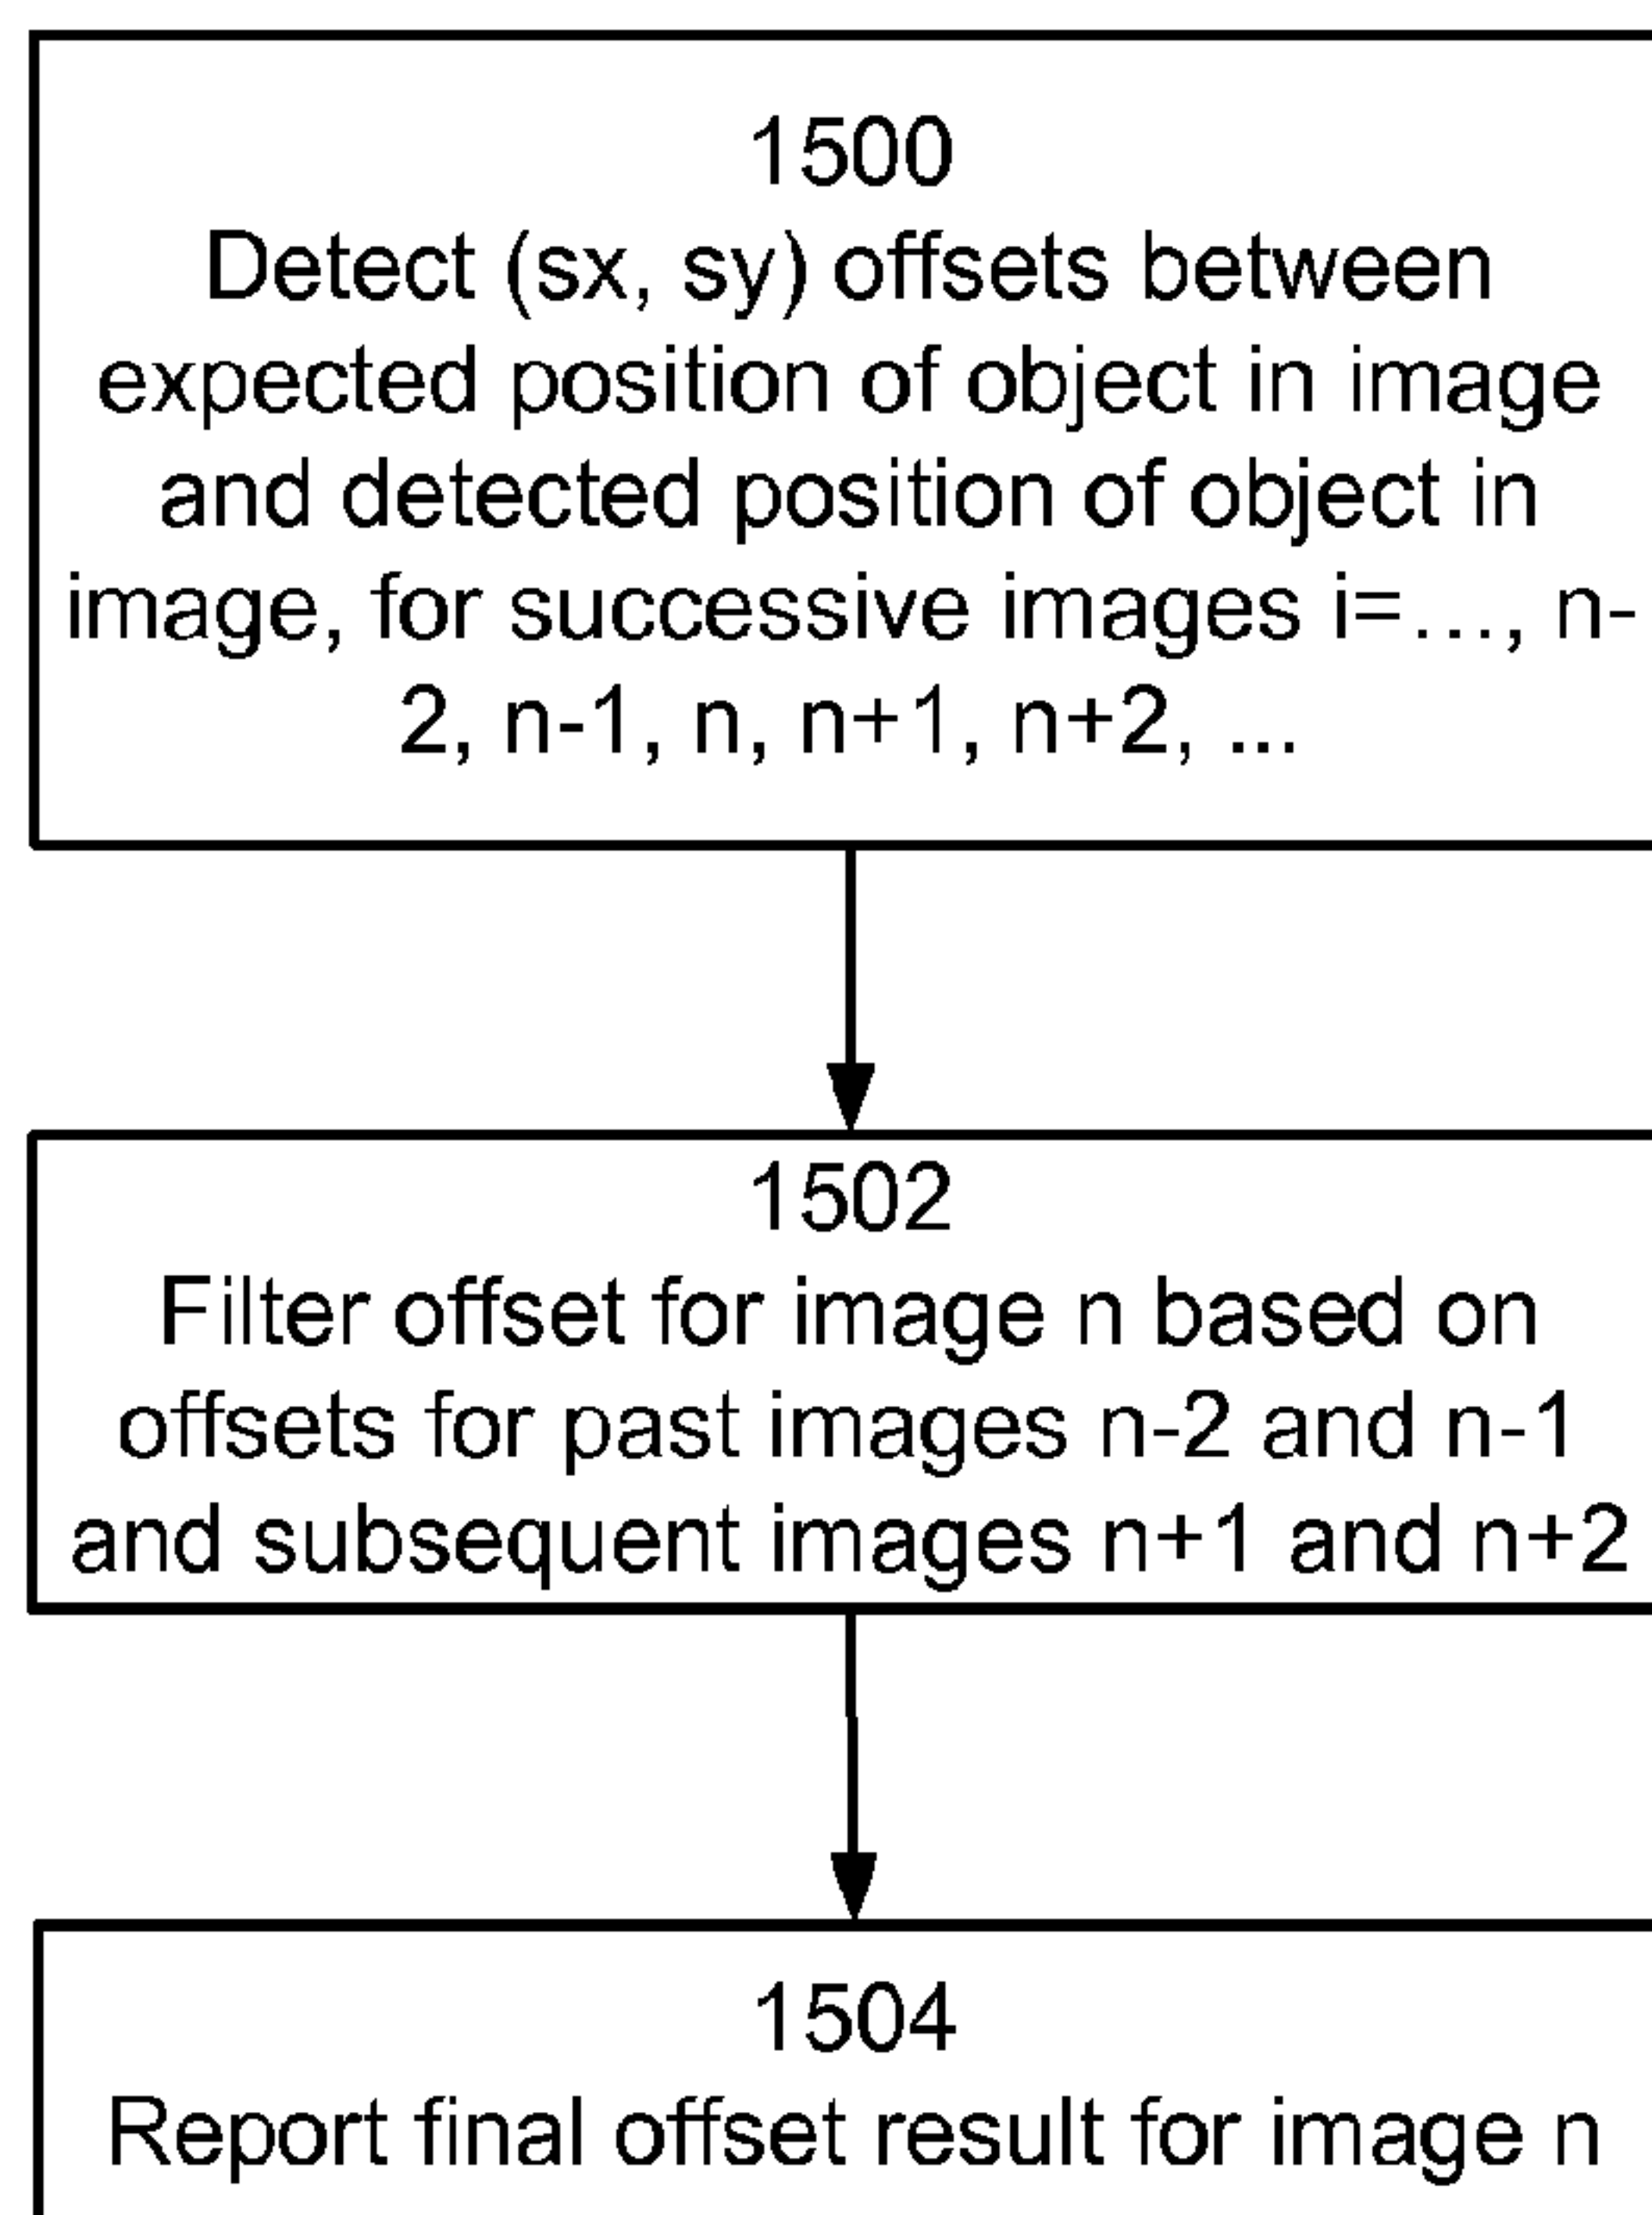 1500
Detect (sx, sy) offsets between
expected position of object in image
and detected position of object in
image, for successive images i=..., n-
2, n-1, n, n+1, n+2, ...
1502
Filter offset for image n based on
offsets for past images n-2 and n-1
and subsequent images n+1 and n+2
1504
Report final offset result for image n